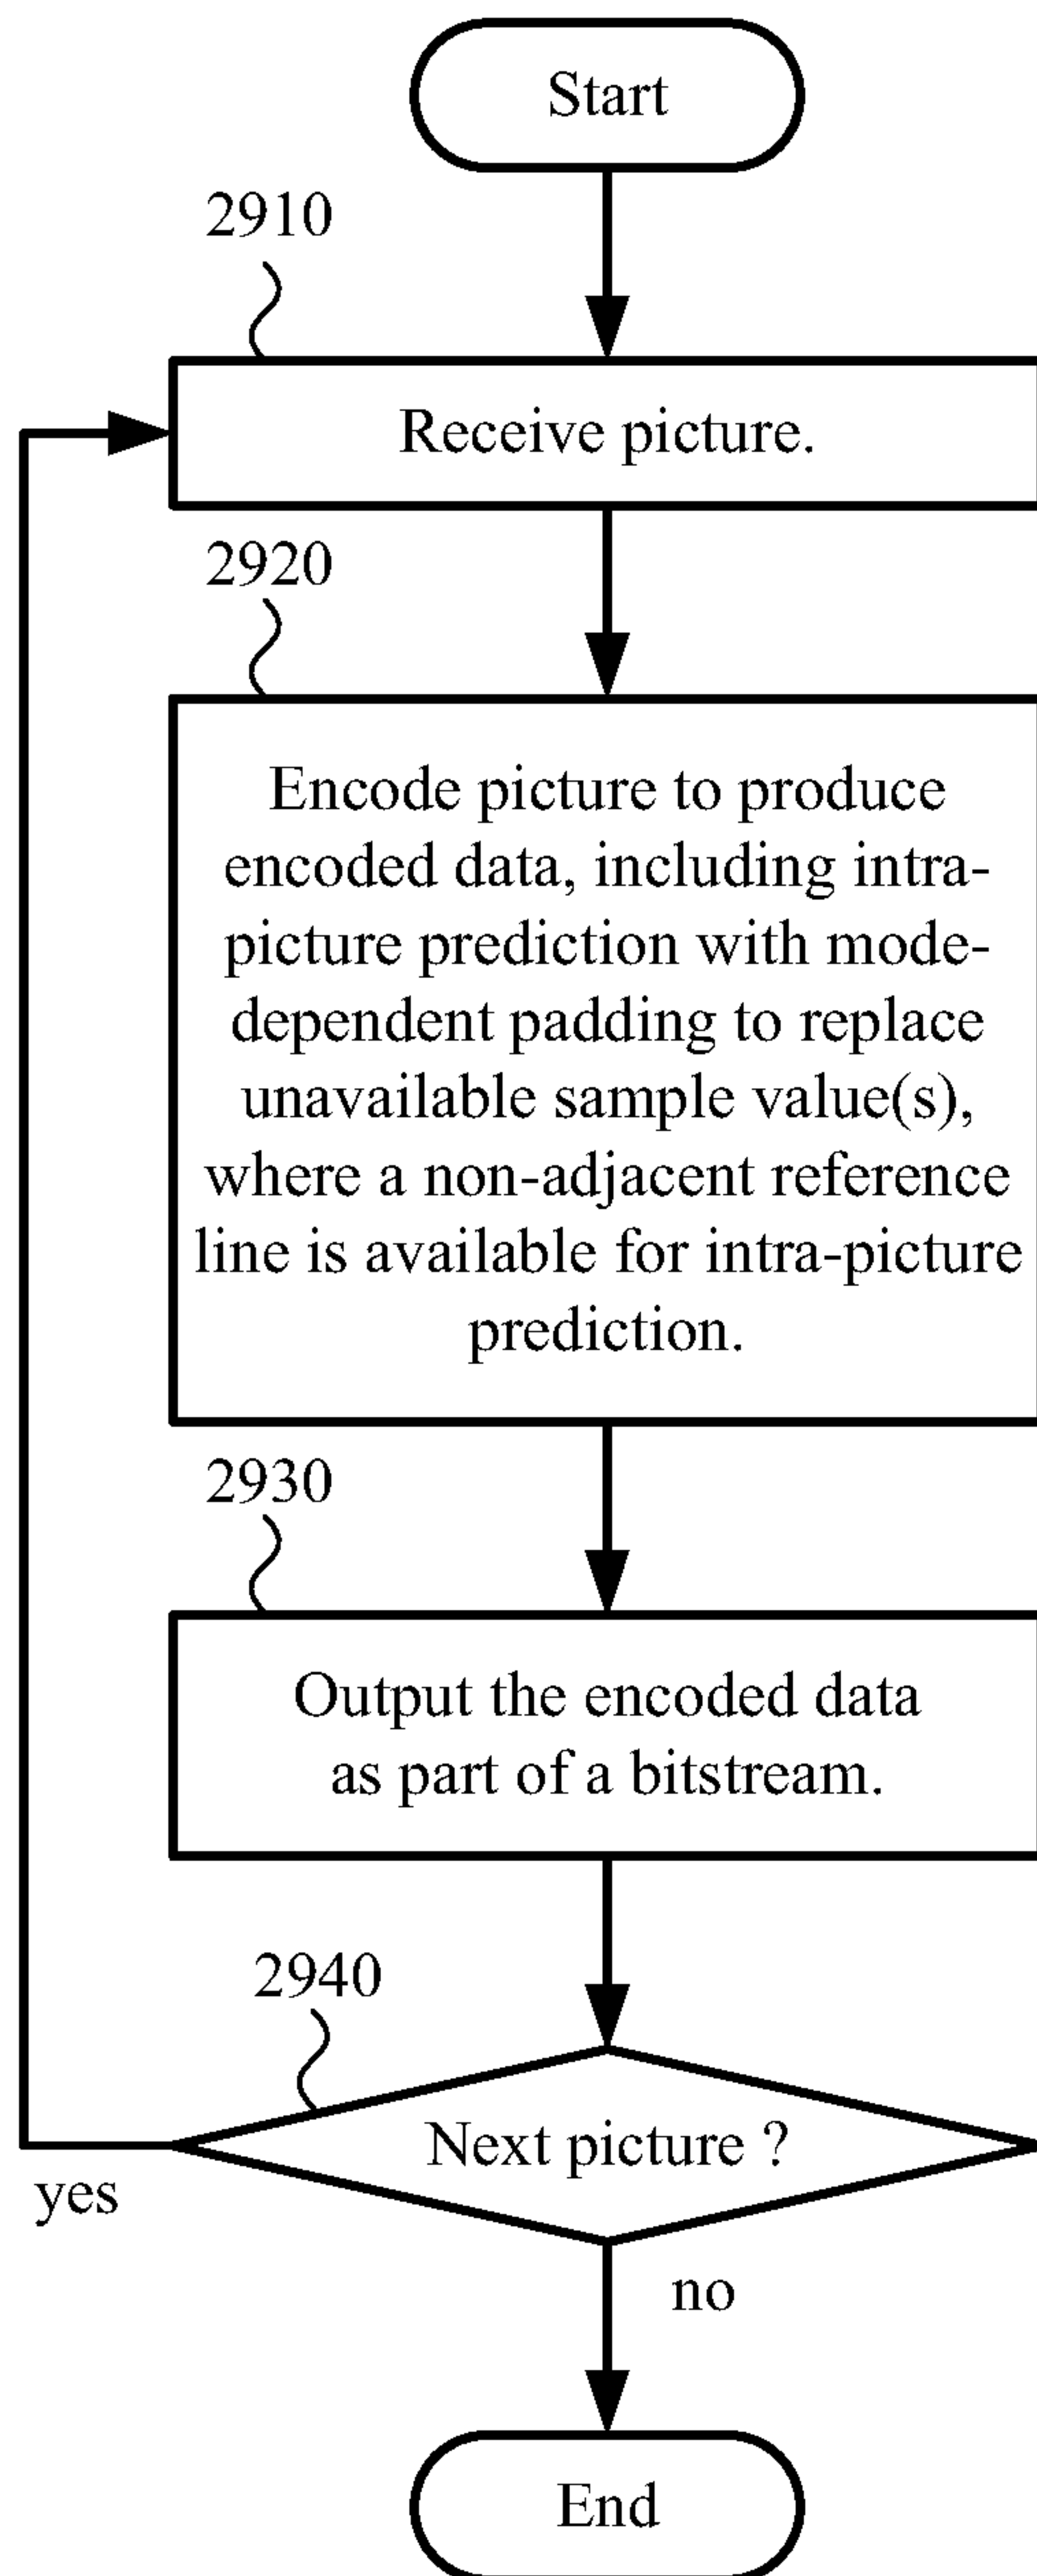 Start
2910
Receive picture.
2920
Encode picture to produce
encoded data, including intra-
picture prediction with mode-
dependent padding to replace
unavailable sample value(s),
where a non-adjacent reference
line is available for intra-picture
prediction.
2930
Output the encoded data
as part of a bitstream.
2940
Next picture ?
yes
no
End